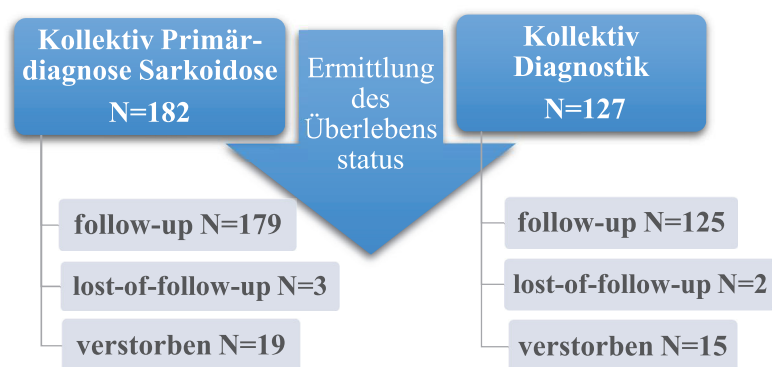 Kollektiv Primär-
diagnose Sarkoidose
N=182
follow-up N=179
lost-of-follow-up N=3
verstorben N=19
Ermittlung
des
Überlebens
status
Kollektiv
Diagnostik
N=127
follow-up N=125
lost-of-follow-up N=2
verstorben N=15